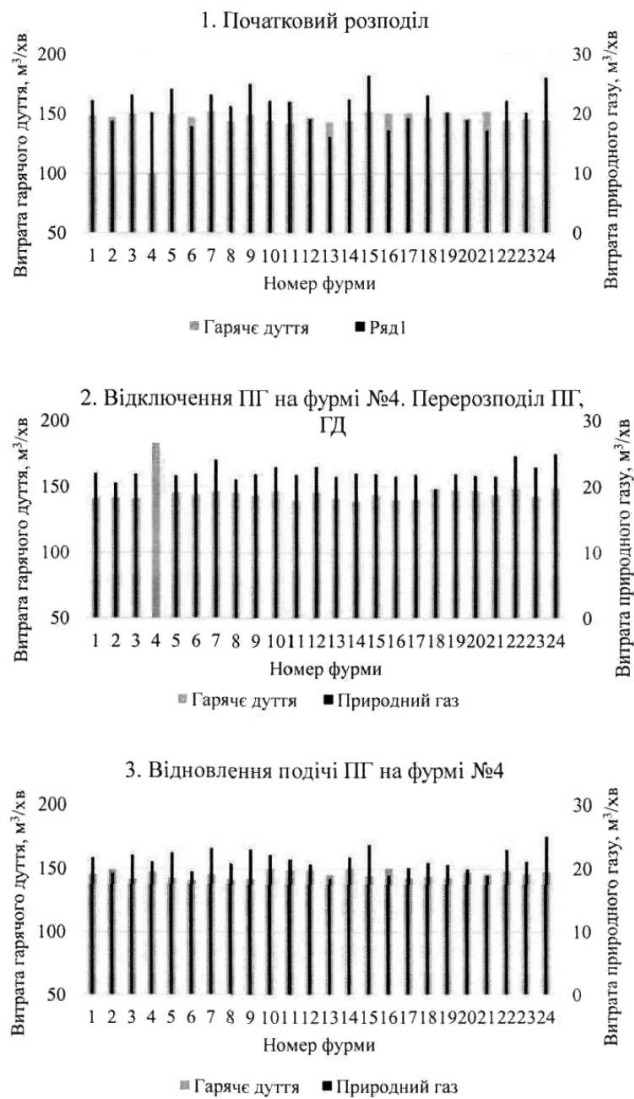 1. Початковий розподіл
Витрата гарячого дуття, м³/хв
200
150
100
50
30
20
10
0
Витрата природного газу, м³/хв
1 2 3 4 5 6 7 8 9 10 11 12 13 14 15 16 17 18 19 20 21 22 23 24
Номер фурми
Гарячє дуття Ряд1
2. Відключення ПГ на фурмі №4. Перерозподіл ПГ,
ГД
Витрата гарячого дуття, м³/хв
200
150
100
50
30
20
10
0
Витрата природного газу, м³/хв
1 2 3 4 5 6 7 8 9 10 11 12 13 14 15 16 17 18 19 20 21 22 23 24
Номер фурми
Гарячє дуття Природний газ
3. Відновлення подічі ПГ на фурмі №4
Витрата гарячого дуття, м³/хв
200
150
100
50
30
20
10
0
Витрата природного газу, м³/хв
1 2 3 4 5 6 7 8 9 10 11 12 13 14 15 16 17 18 19 20 21 22 23 24
Номер фурми
Гарячє дуття Природний газ